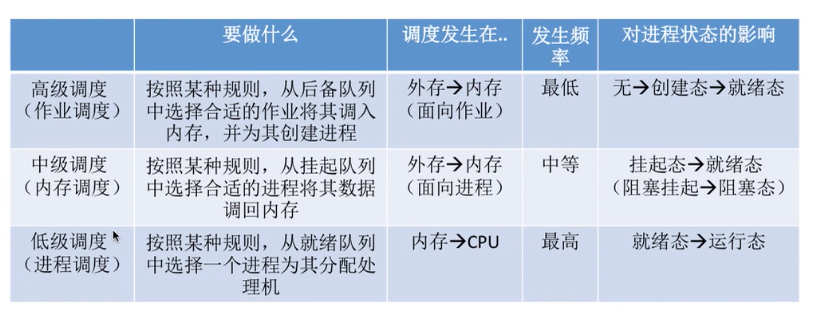 要做什么
调度发生在..
发生频
率
对进程状态的影响
高级调度
（作业调度）
按照某种规则，从后备队列
中选择合适的作业将其调入
内存，并为其创建进程
外存→内存
（面向作业）
最低
无→创建态→就绪态
中级调度
（内存调度）
按照某种规则，从挂起队列
中选择合适的进程将其数据
调回内存
外存→内存
（面向进程）
中等
挂起态→就绪态
（阻塞挂起→阻塞态）
低级调度
（进程调度）
按照某种规则，从就绪队列
中选择一个进程为其分配处
理机
内存→CPU
最高
就绪态→运行态